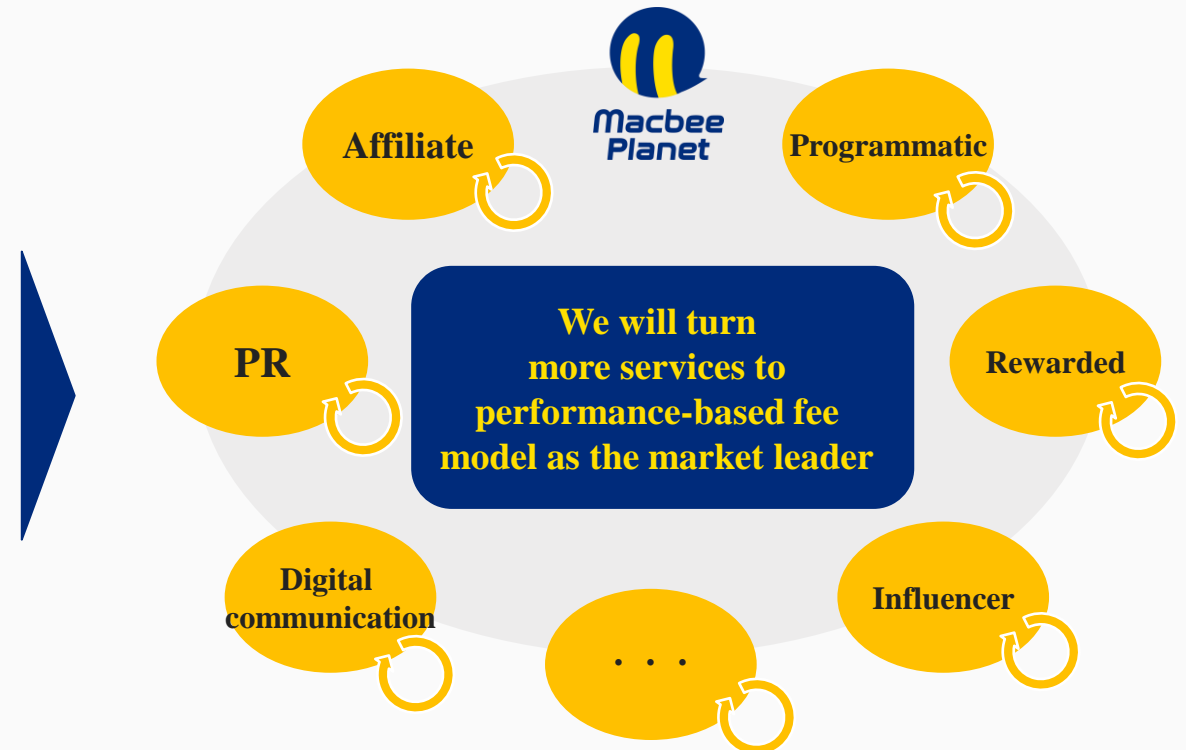 Macbee
Planet
Affiliate
Programmatic
PR
We will turn
more services to
performance-based fee
model as the market leader
Rewarded
Digital
communication
Influencer
・・・